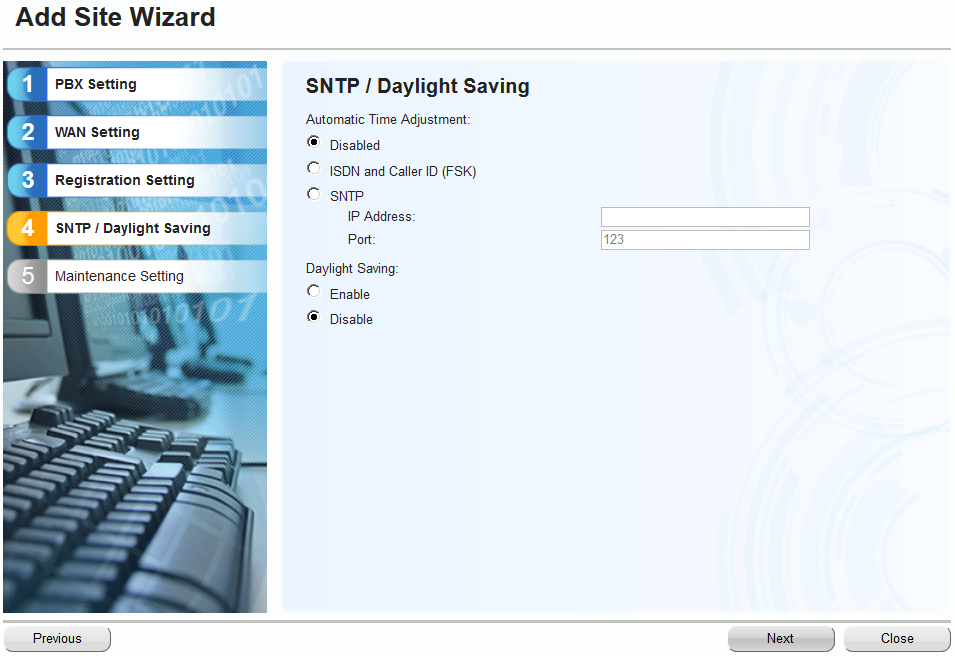 Add Site Wizard
1 PBX Setting
2 WAN Setting
3 Registration Setting
4 SNTP / Daylight Saving
5 Maintenance Setting
SNTP / Daylight Saving
Automatic Time Adjustment:
Disabled
ISDN and Caller ID (FSK)
SNTP
IP Address:
Port: 123
Daylight Saving:
Enable
Disable
Previous Next Close